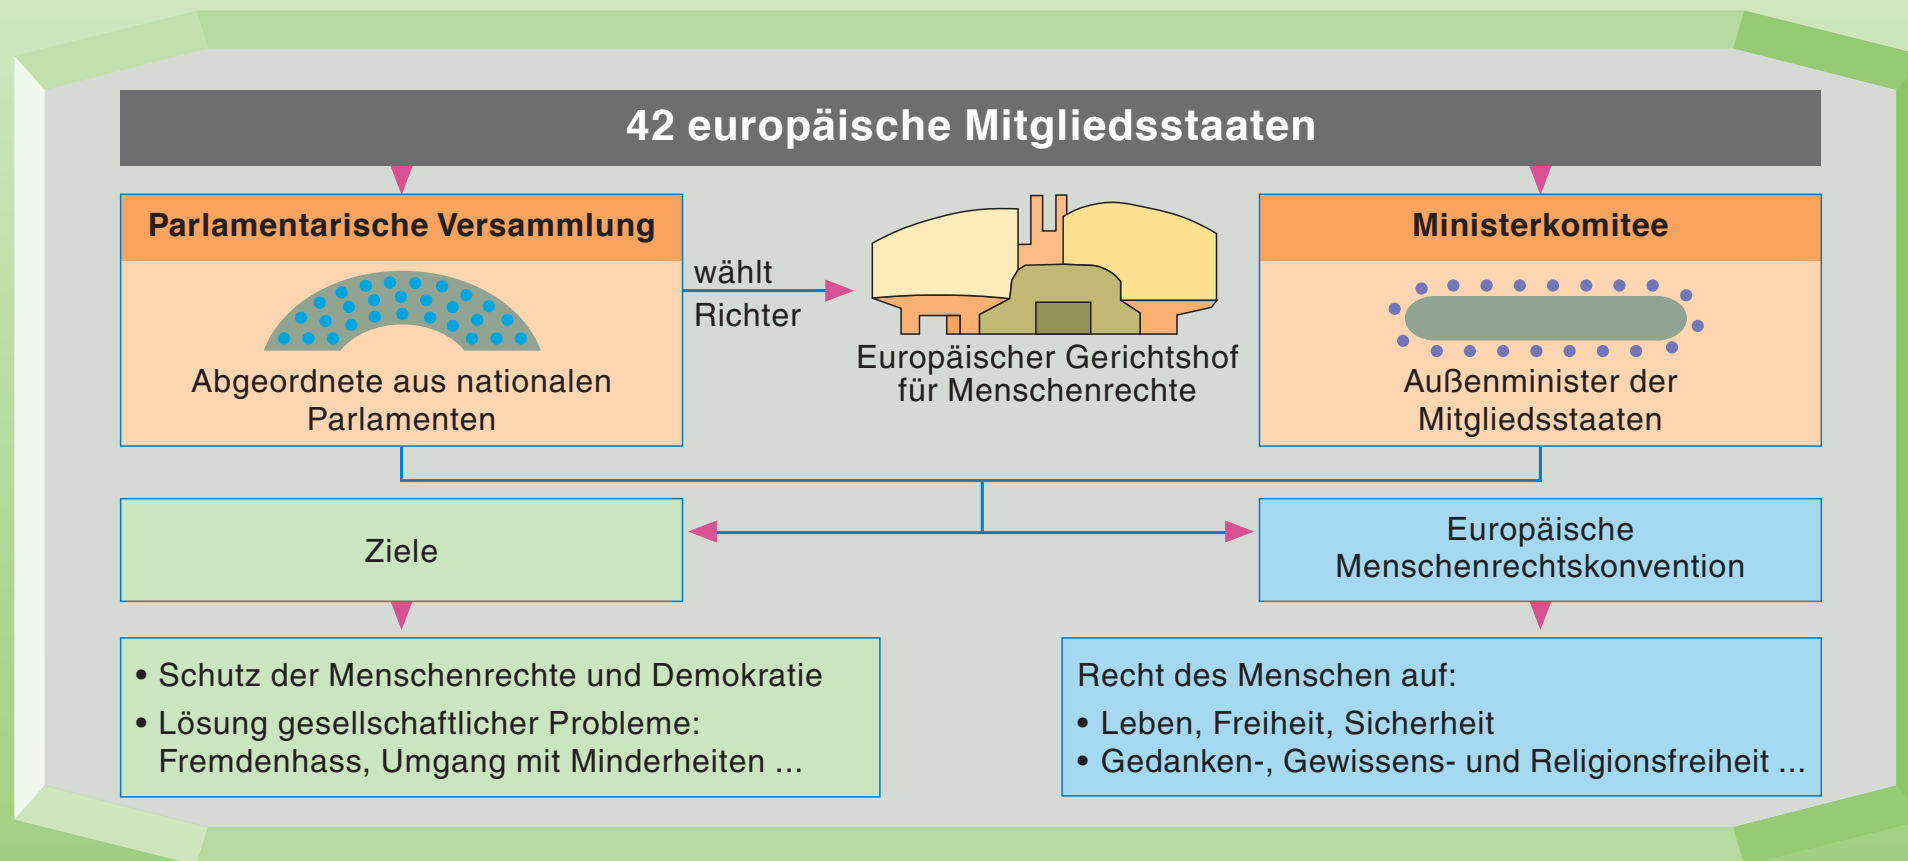 42 europäische Mitgliedsstaaten
Parlamentarische Versammlung
Abgeordnete aus nationalen
Parlamenten
wählt
Richter
Europäischer Gerichtshof
für Menschenrechte
Ministerkomitee
Außenminister der
Mitgliedsstaaten
Ziele
• Schutz der Menschenrechte und Demokratie
• Lösung gesellschaftlicher Probleme:
Fremdenhass, Umgang mit Minderheiten ...
Europäische
Menschenrechtskonvention
Recht des Menschen auf:
• Leben, Freiheit, Sicherheit
• Gedanken-, Gewissens- und Religionsfreiheit ...